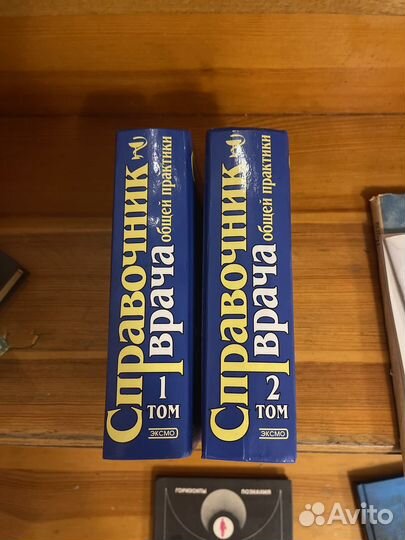 Справочник
врача
общей практики
1
ТОМ
ЭКСМО
Справочник
врача
общей практики
2
ТОМ
ЭКСМО
ГОРИЗОНТЫ ПОЗНАНИЯ
Avito